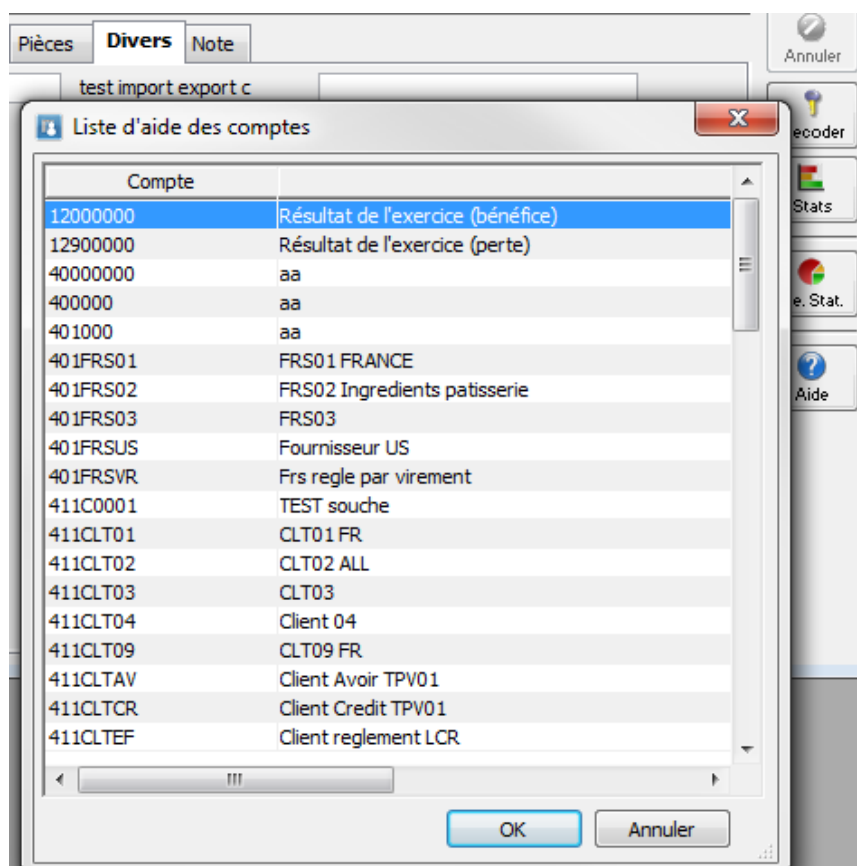 Pièces Divers Note
Annuler
test import export c
Liste d'aide des comptes
ecoder
Stats
e. Stat.
Aide
Compte
12000000 Résultat de l'exercice (bénéfice)
12900000 Résultat de l'exercice (perte)
40000000 aa
400000 aa
401000 aa
401FRS01 FRS01 FRANCE
401FRS02 FRS02 Ingredients patisserie
401FRS03 FRS03
401FRSUS Fournisseur US
401FRSVR Frs regle par virement
411C0001 TEST souche
411CLT01 CLT01 FR
411CLT02 CLT02 ALL
411CLT03 CLT03
411CLT04 Client 04
411CLT09 CLT09 FR
411CLTAV Client Avoir TPV01
411CLTCR Client Credit TPV01
411CLTEF Client reglement LCR
OK Annuler